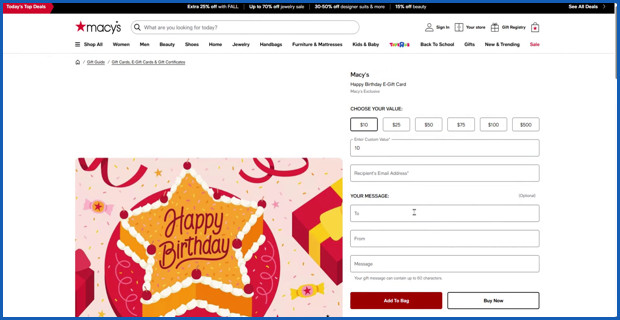 Today's Top Deals
Extra 25% off with FALL
Up to 70% off jewelry sale
30-50% off designer suits & more
15% off beauty
See All Deals
macy's
What are you looking for today?
Sign In
Your store
Gift Registry
Shop All
Women
Men
Beauty
Shoes
Home
Jewelry
Handbags
Furniture & Mattresses
Kids & Baby
Toys R Us
Back To School
Gifts
New & Trending
Sale
/ Gift Guide / Gift Cards, E-Gift Cards & Gift Certificates
Macy's
Happy Birthday E-Gift Card
Macy's Exclusive
CHOOSE YOUR VALUE:
$10
$25
$50
$75
$100
$500
Enter Custom Value*
10
Recipient's Email Address*
YOUR MESSAGE:
(Optional)
To
From
Message
Your gift message can contain up to 85 characters.
Add To Bag
Buy Now
Happy
Birthday